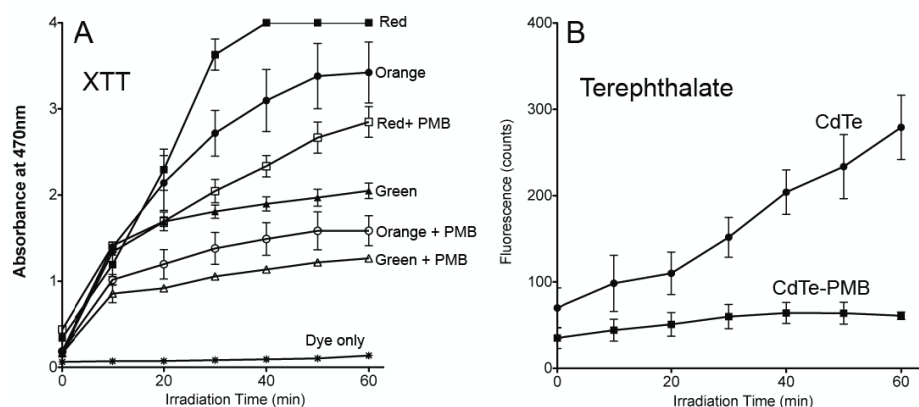 A
XTT
Absorbance at 470nm
4
3
2
1
0
0
20
40
60
Irradiation Time (min)
Red
Orange
Red+ PMB
Green
Orange + PMB
Green + PMB
Dye only
B
Terephthalate
Fluorescence (counts)
400
300
200
100
0
0
20
40
60
Irradiation Time (min)
CdTe
CdTe-PMB